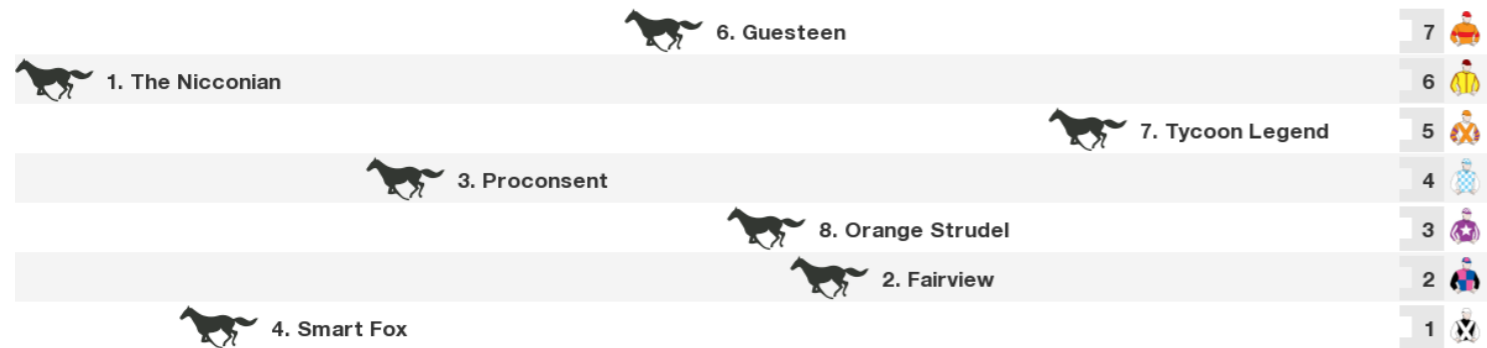 6. Guesteen 7
1. The Nicconian 6
7. Tycoon Legend 5
3. Proconsent 4
8. Orange Strudel 3
2. Fairview 2
4. Smart Fox 1